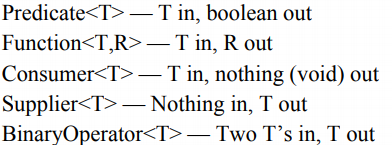 Predicate<T> — T in, boolean out
Function<T,R> — T in, R out
Consumer<T> — T in, nothing (void) out
Supplier<T> — Nothing in, T out
BinaryOperator<T> — Two T’s in, T out